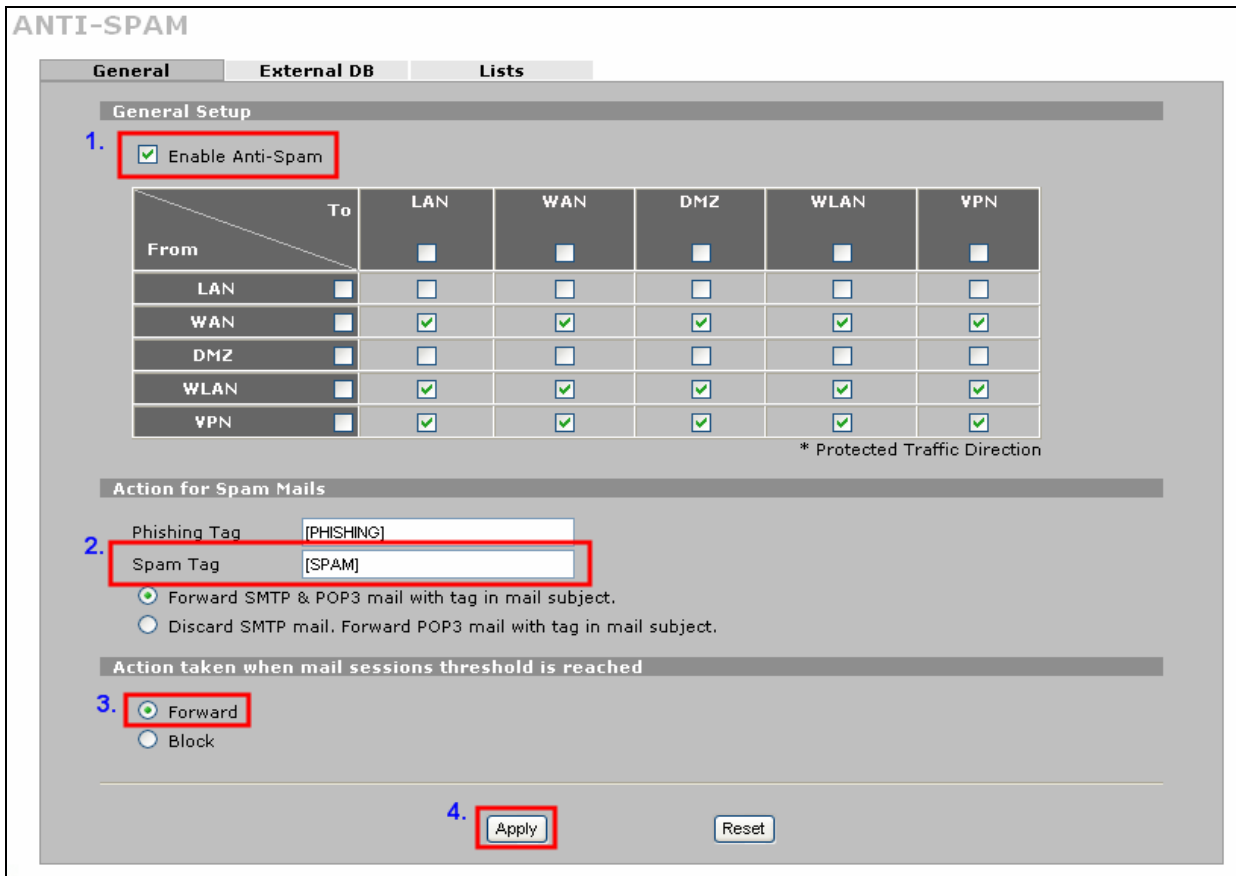 ANTI-SPAM
General External DB Lists
General Setup
1. Enable Anti-Spam
To LAN WAN DMZ WLAN VPN
From
LAN
WAN
DMZ
WLAN
VPN
* Protected Traffic Direction
Action for Spam Mails
Phishing Tag [PHISHING]
2. Spam Tag [SPAM]
Forward SMTP & POP3 mail with tag in mail subject.
Discard SMTP mail. Forward POP3 mail with tag in mail subject.
Action taken when mail sessions threshold is reached
3. Forward
Block
4. Apply Reset